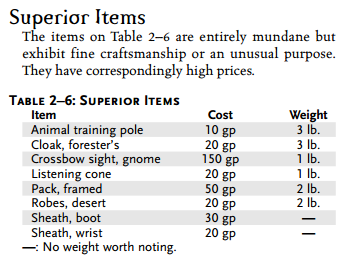 Superior Items
The items on Table 2–6 are entirely mundane but
exhibit fine craftsmanship or an unusual purpose.
They have correspondingly high prices.
TABLE 2–6: SUPERIOR ITEMS
Item Cost Weight
Animal training pole 10 gp 3 lb.
Cloak, forester's 20 gp 3 lb.
Crossbow sight, gnome 150 gp 1 lb.
Listening cone 20 gp 1 lb.
Pack, framed 50 gp 2 lb.
Robes, desert 20 gp 2 lb.
Sheath, boot 30 gp —
Sheath, wrist 20 gp —
—: No weight worth noting.